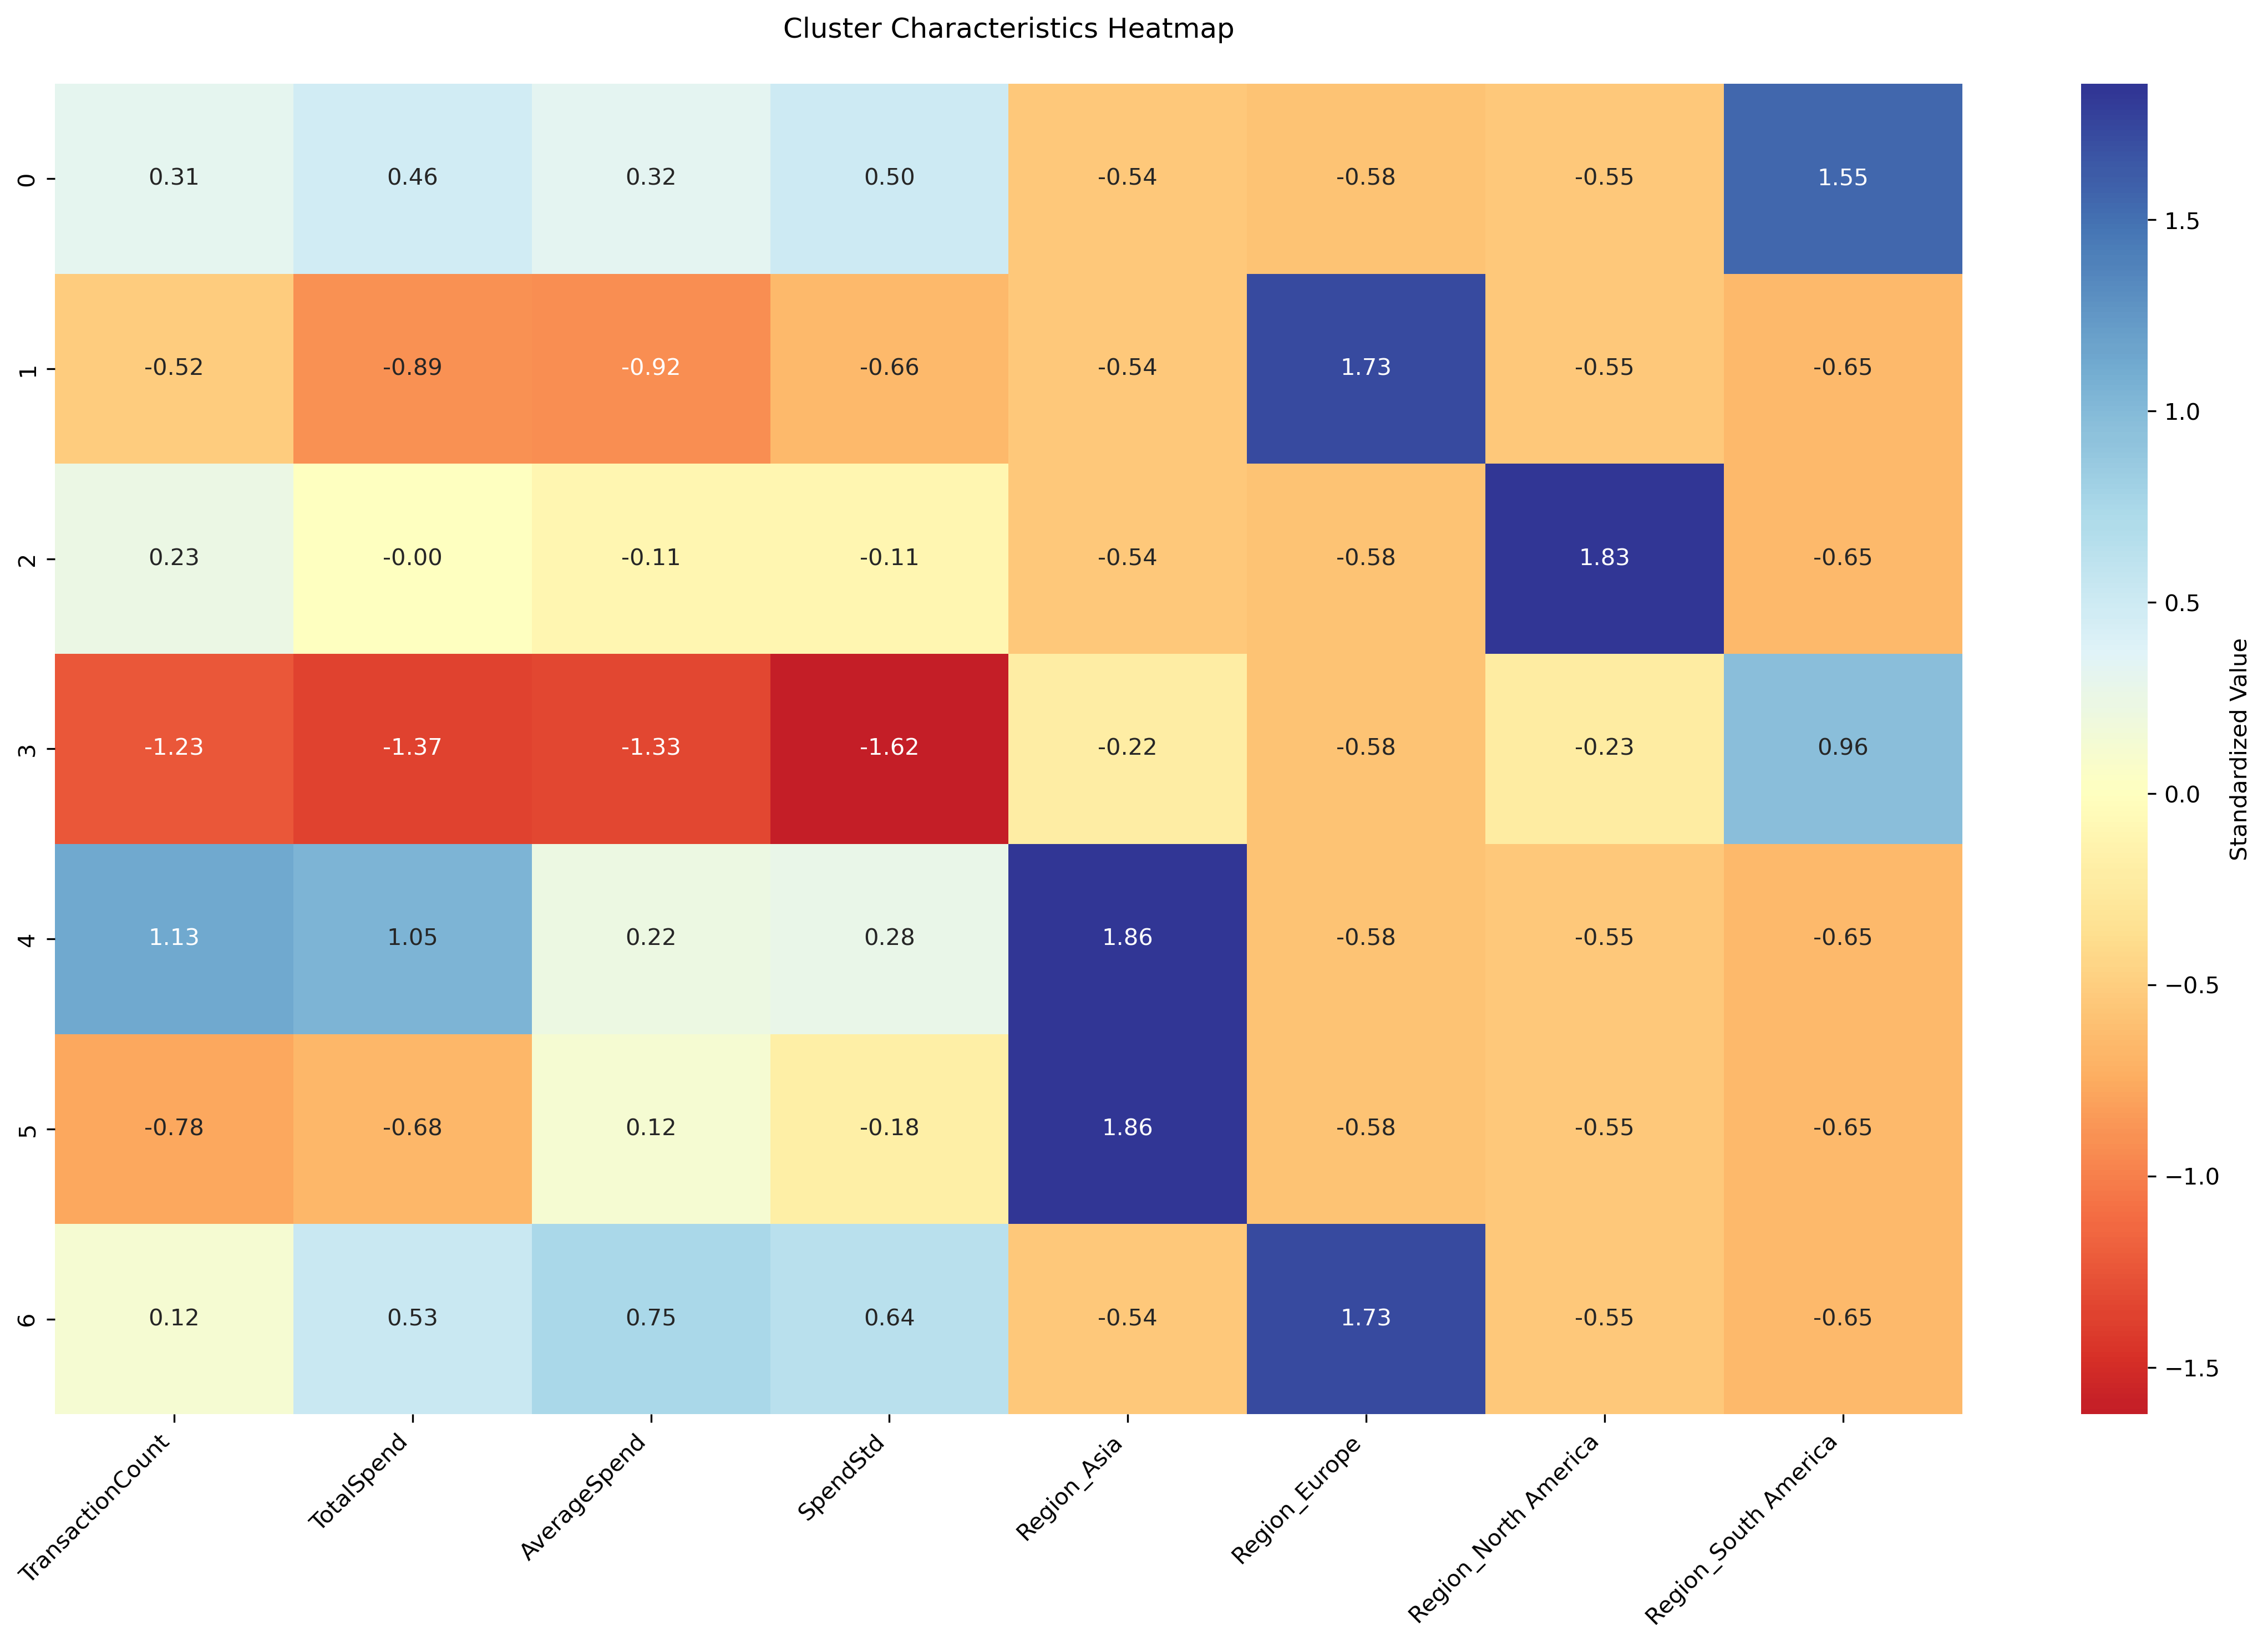 Cluster Characteristics Heatmap
0 0.31 0.46 0.32 0.50 -0.54 -0.58 -0.55 1.55
1 -0.52 -0.89 -0.92 -0.66 -0.54 1.73 -0.55 -0.65
2 0.23 -0.00 -0.11 -0.11 -0.54 -0.58 1.83 -0.65
3 -1.23 -1.37 -1.33 -1.62 -0.22 -0.58 -0.23 0.96
4 1.13 1.05 0.22 0.28 1.86 -0.58 -0.55 -0.65
5 -0.78 -0.68 0.12 -0.18 1.86 -0.58 -0.55 -0.65
6 0.12 0.53 0.75 0.64 -0.54 1.73 -0.55 -0.65
TransactionCount
TotalSpend
AverageSpend
SpendStd
Region_Asia
Region_Europe
Region_North America
Region_South America
1.5
1.0
0.5
0.0
−0.5
−1.0
−1.5
Standardized Value